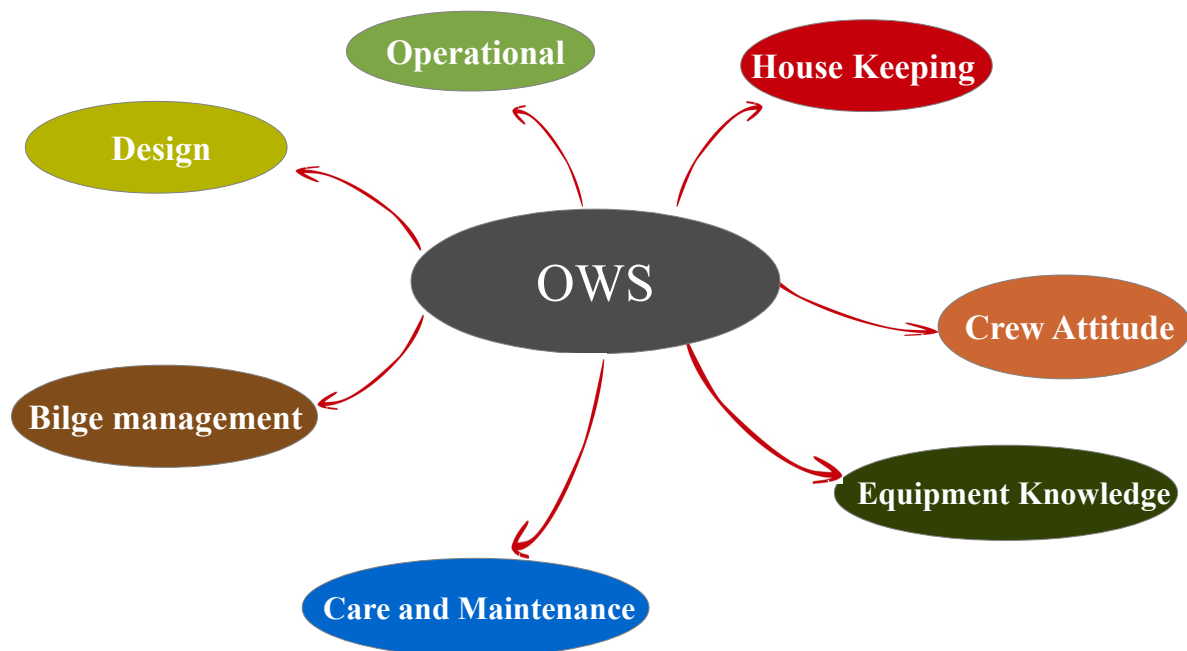 Operational
House Keeping
Design
OWS
Crew Attitude
Bilge management
Equipment Knowledge
Care and Maintenance